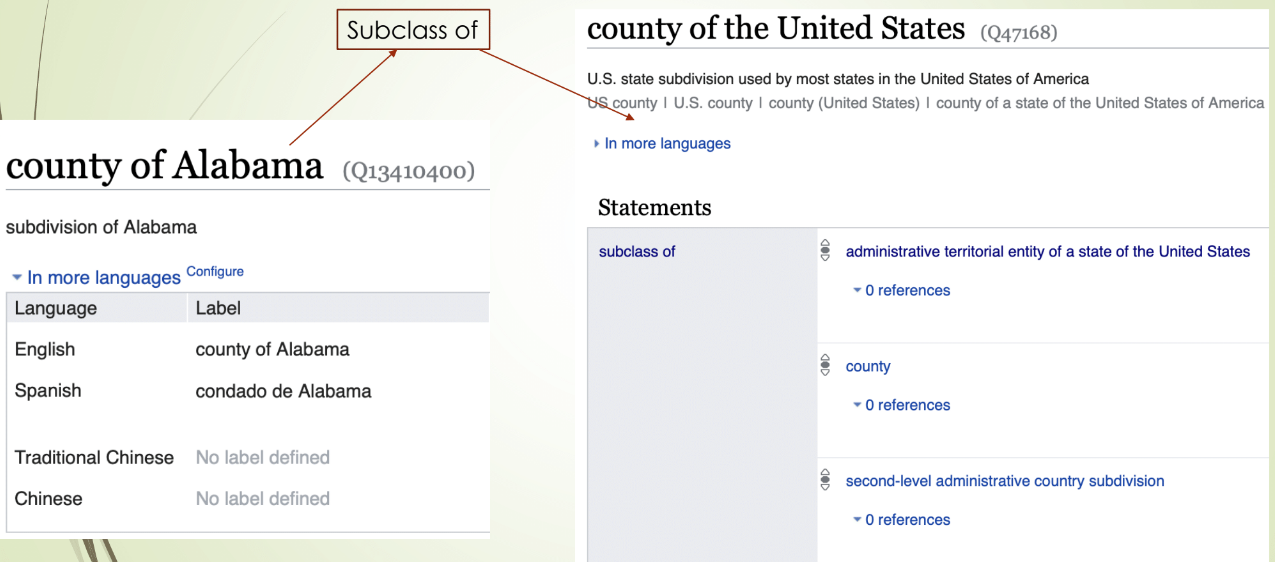 Subclass of
county of Alabama (Q13410400)
subdivision of Alabama
In more languages Configure
Language Label
English county of Alabama
Spanish condado de Alabama
Traditional Chinese No label defined
Chinese No label defined
county of the United States (Q47168)
U.S. state subdivision used by most states in the United States of America
US county | U.S. county | county (United States) | county of a state of the United States of America
In more languages
Statements
subclass of administrative territorial entity of a state of the United States
0 references
county
0 references
second-level administrative country subdivision
0 references